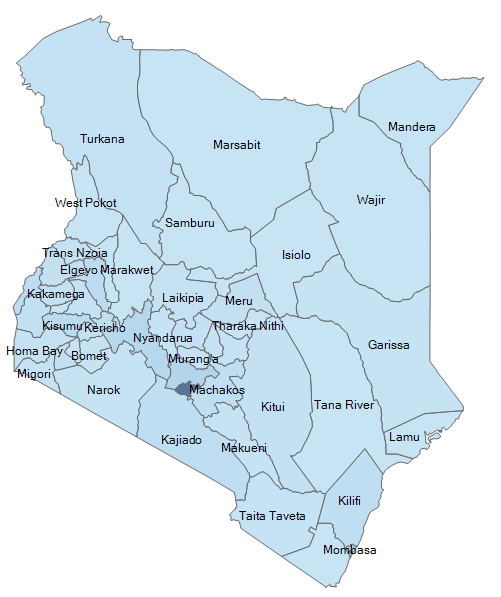 Mandera
Turkana
Marsabit
Wajir
West Pokot
Samburu
Trans Nzoia
Isiolo
Elgeyo Marakwet
Kakamega
Laikipia
Meru
Kisumu
Kericho
Tharaka Nithi
Nyandarua
Garissa
Homa Bay
Bomet
Murang'a
Migori
Narok
Machakos
Kitui
Tana River
Kajiado
Makueni
Lamu
Kilifi
Taita Taveta
Mombasa